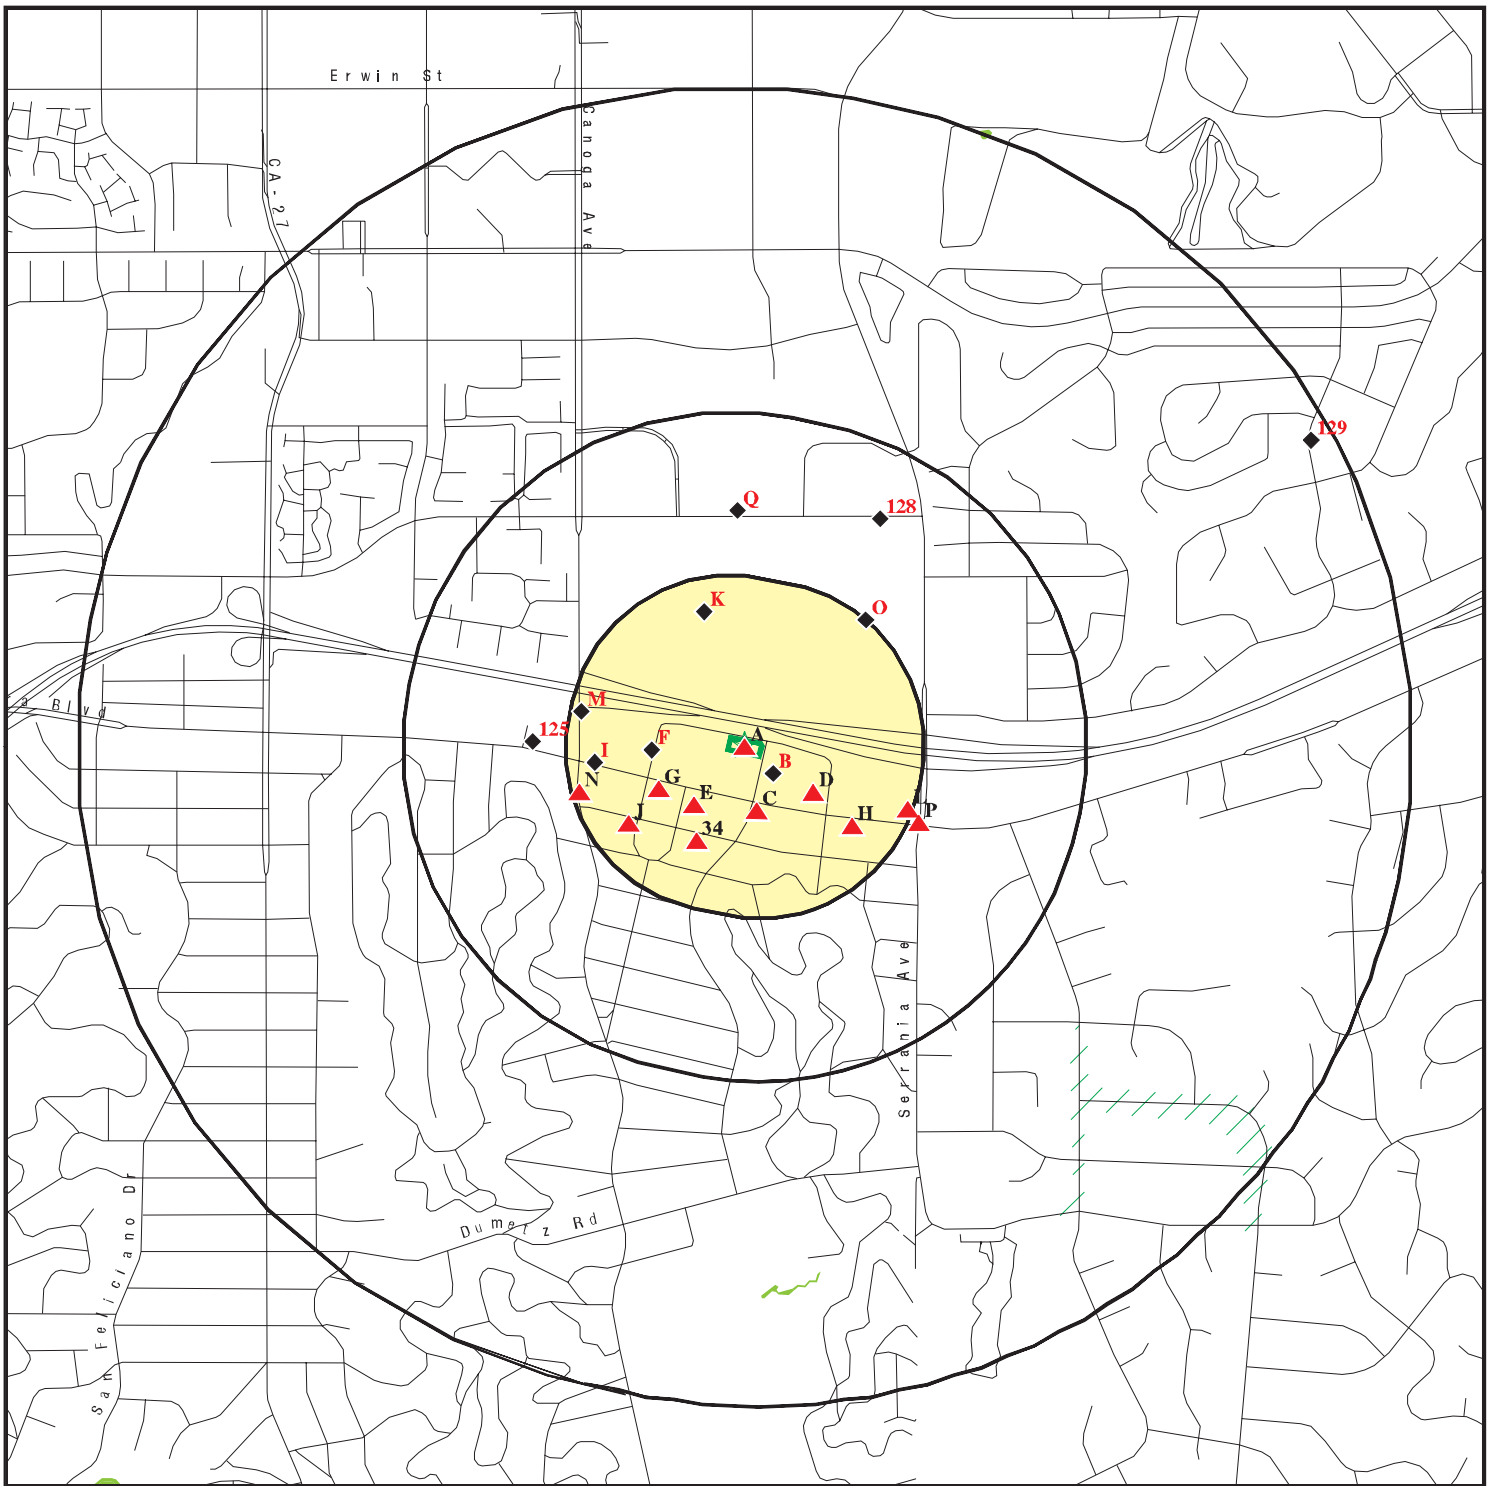 Erwin St
Canoga Ave
CA-27
129
Q
128
K
O
M
a Blvd
125
F
A
I
B
N
G
D
E
C
L
P
J
H
34
Serrania Ave
Dumetz Rd
San Feliciano Dr